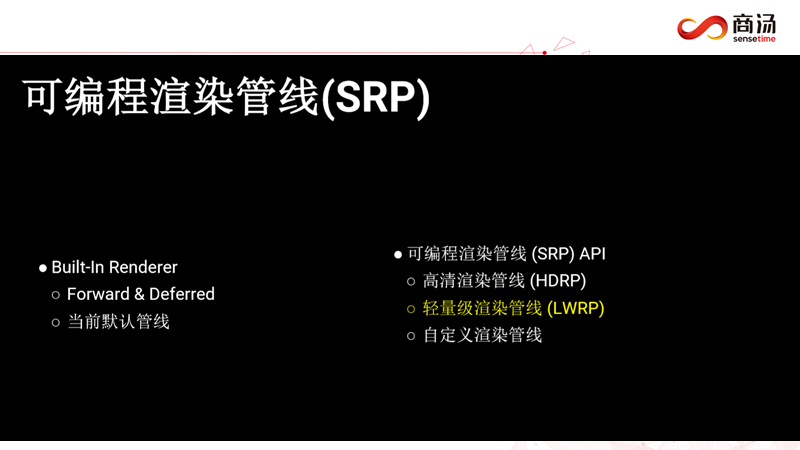 商汤
sensetime
可编程渲染管线(SRP)
●Built-In Renderer
○ Forward & Deferred
○ 当前默认管线
●可编程渲染管线 (SRP) API
○ 高清渲染管线 (HDRP)
○ 轻量级渲染管线 (LWRP)
○ 自定义渲染管线